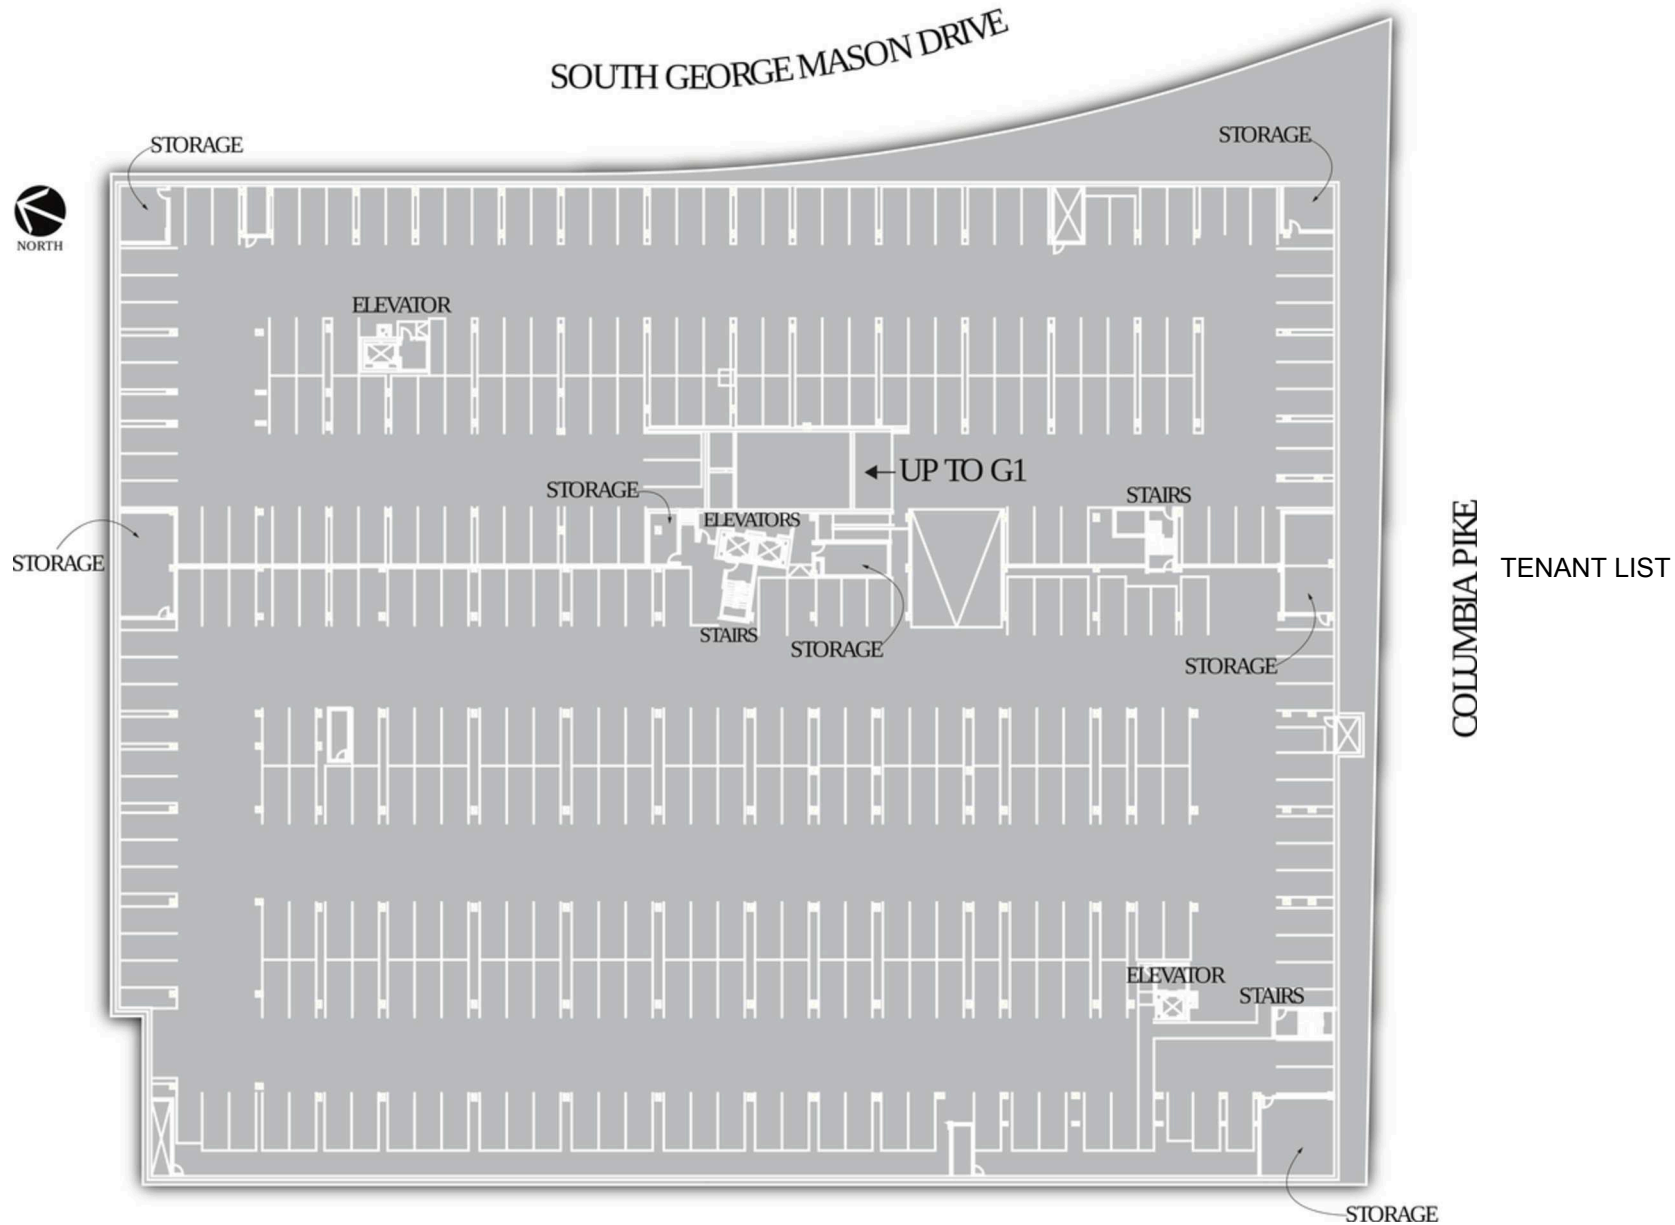 SOUTH GEORGE MASON DRIVE
STORAGE
STORAGE
NORTH
ELEVATOR
UP TO G1
STORAGE
STAIRS
ELEVATORS
STORAGE
COLUMBIA PIKE
TENANT LIST
STAIRS
STORAGE
STORAGE
ELEVATOR
STAIRS
STORAGE